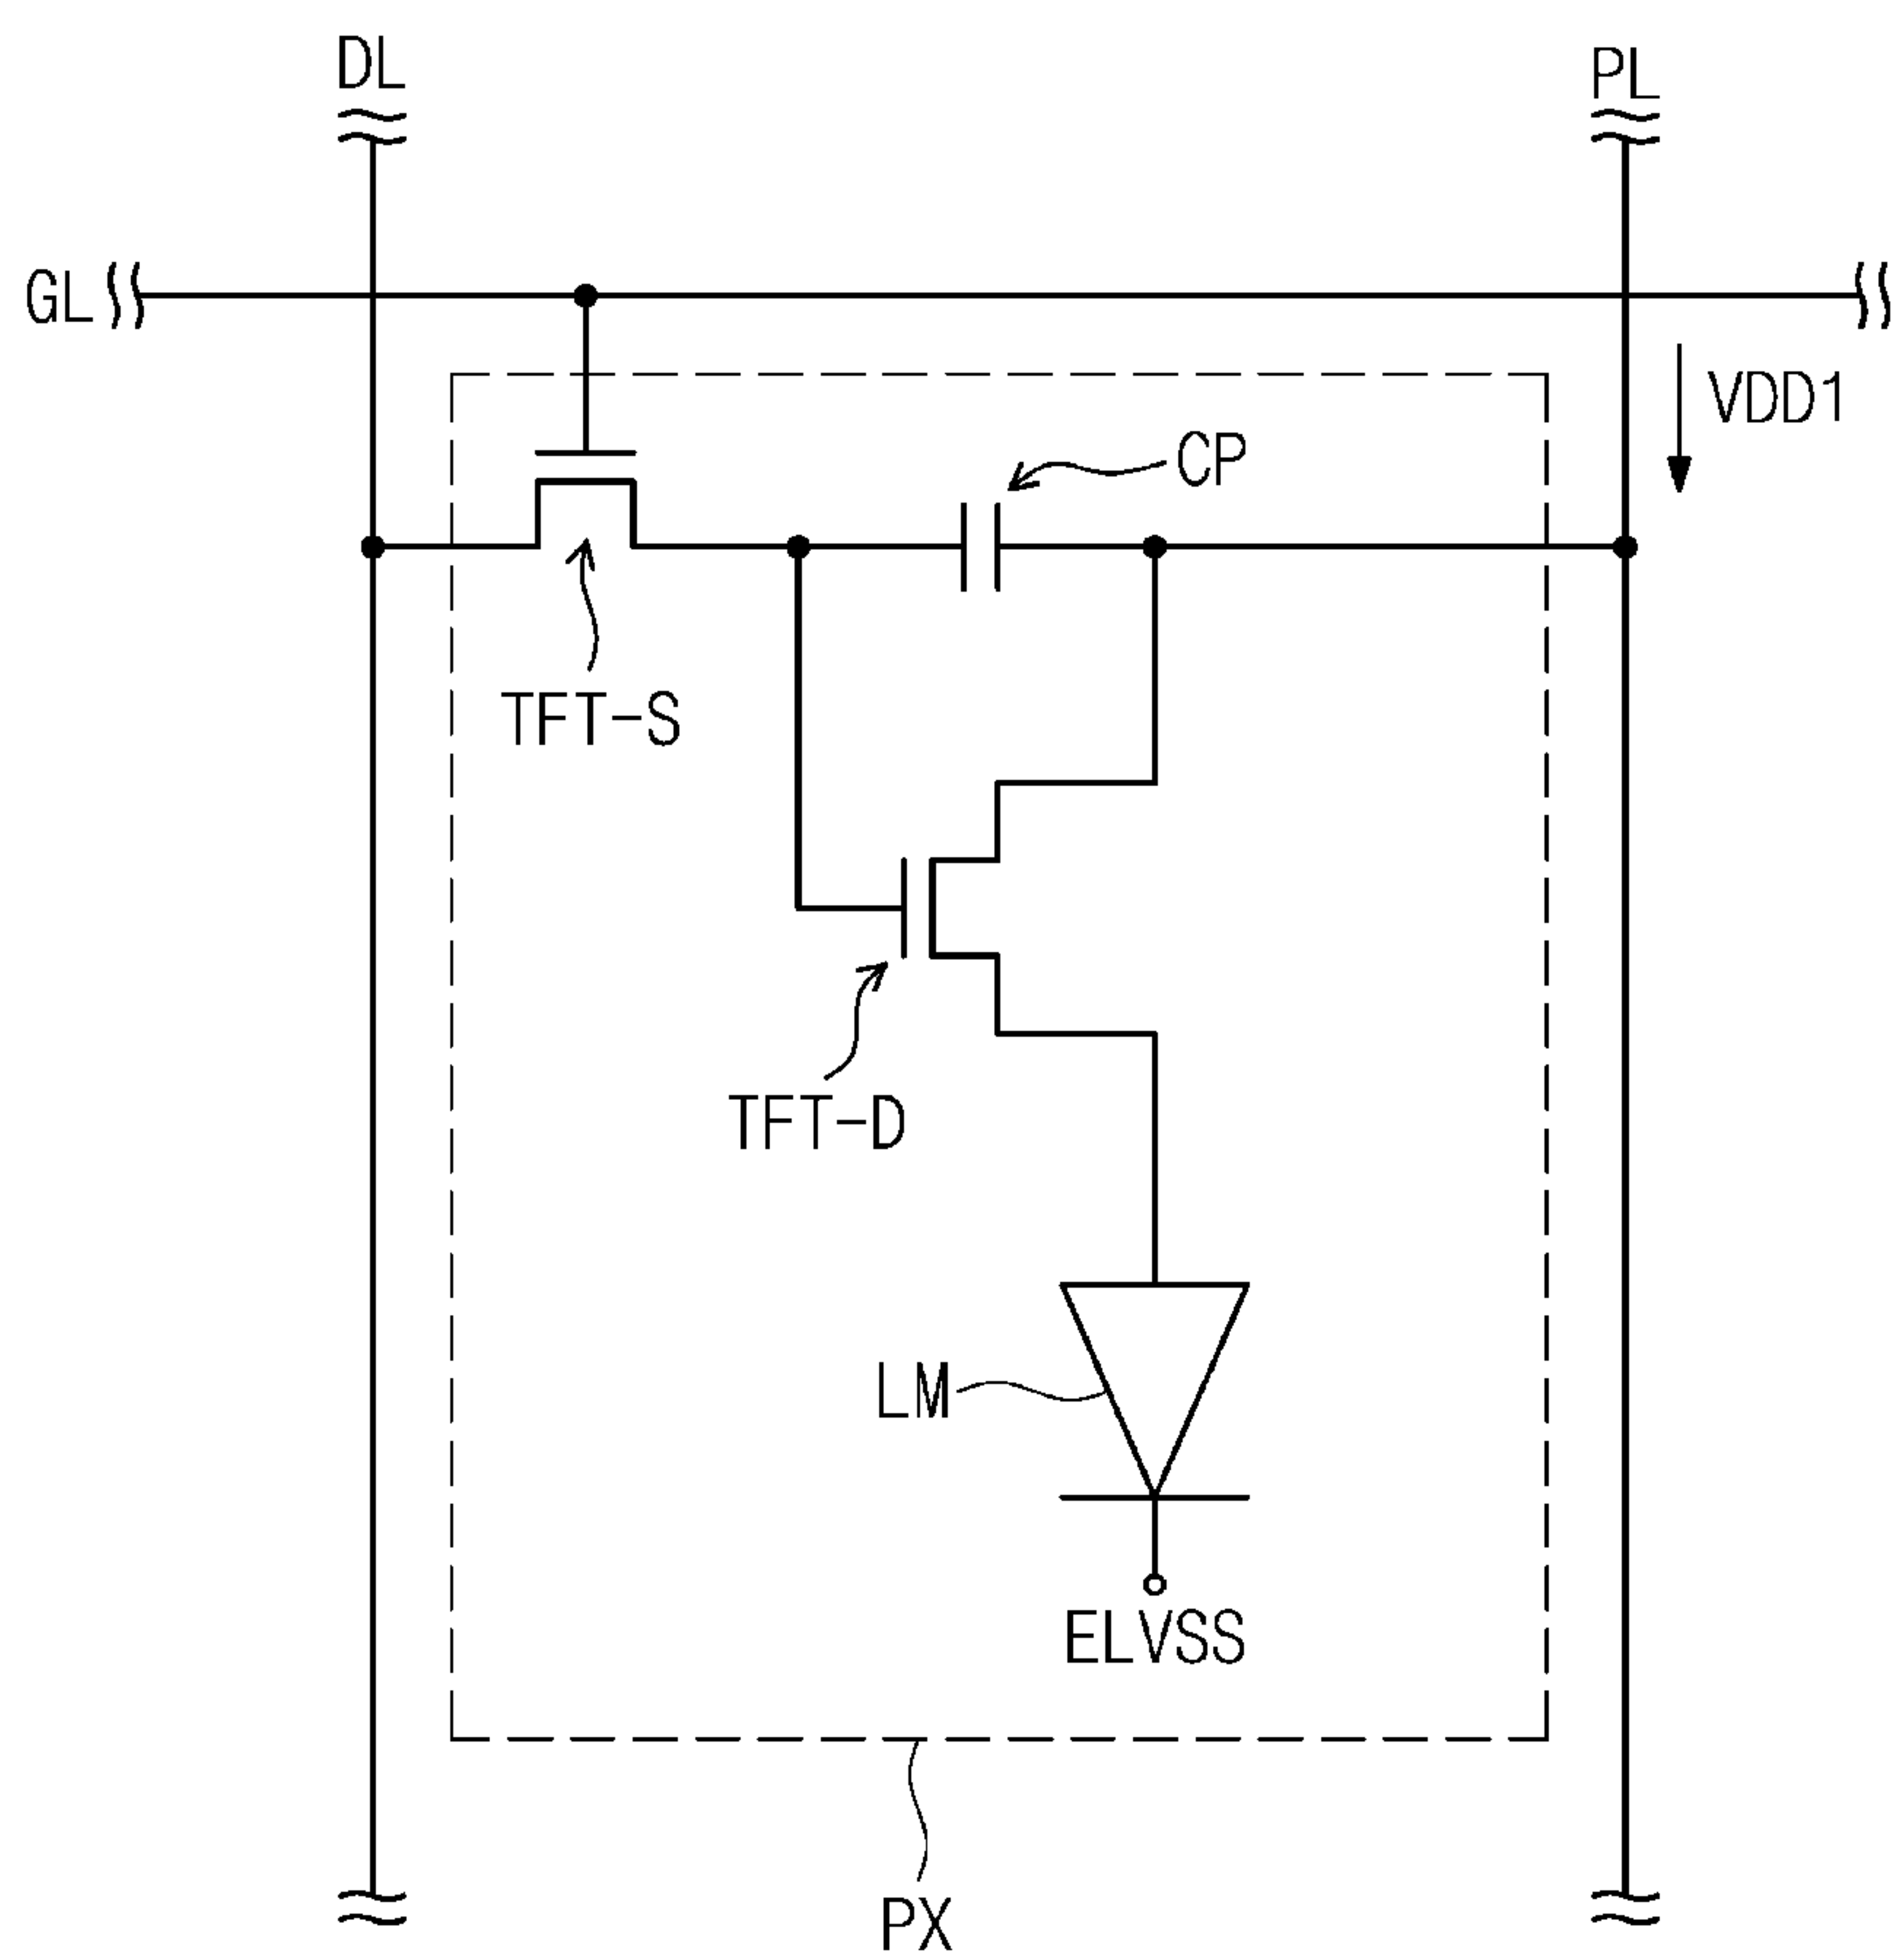 DL
PL
GL
VDD1
CP
TFT-S
TFT-D
LM
ELVSS
PX